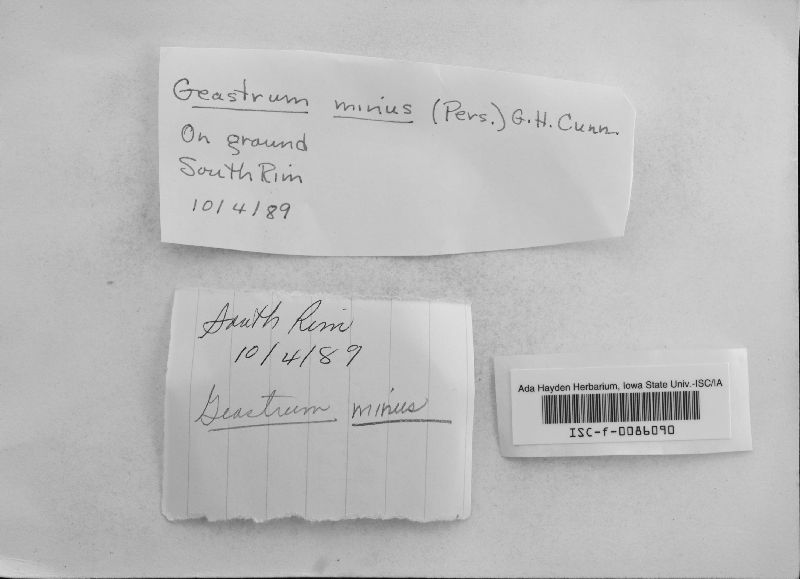 Geastrum minus (Pers.) G.H. Cunn.
On ground
South Rim
10/4/89
South Rim
10/4/89
Geastrum minus
Ada Hayden Herbarium, Iowa State Univ.-ISC/IA
ISC-f-0086090